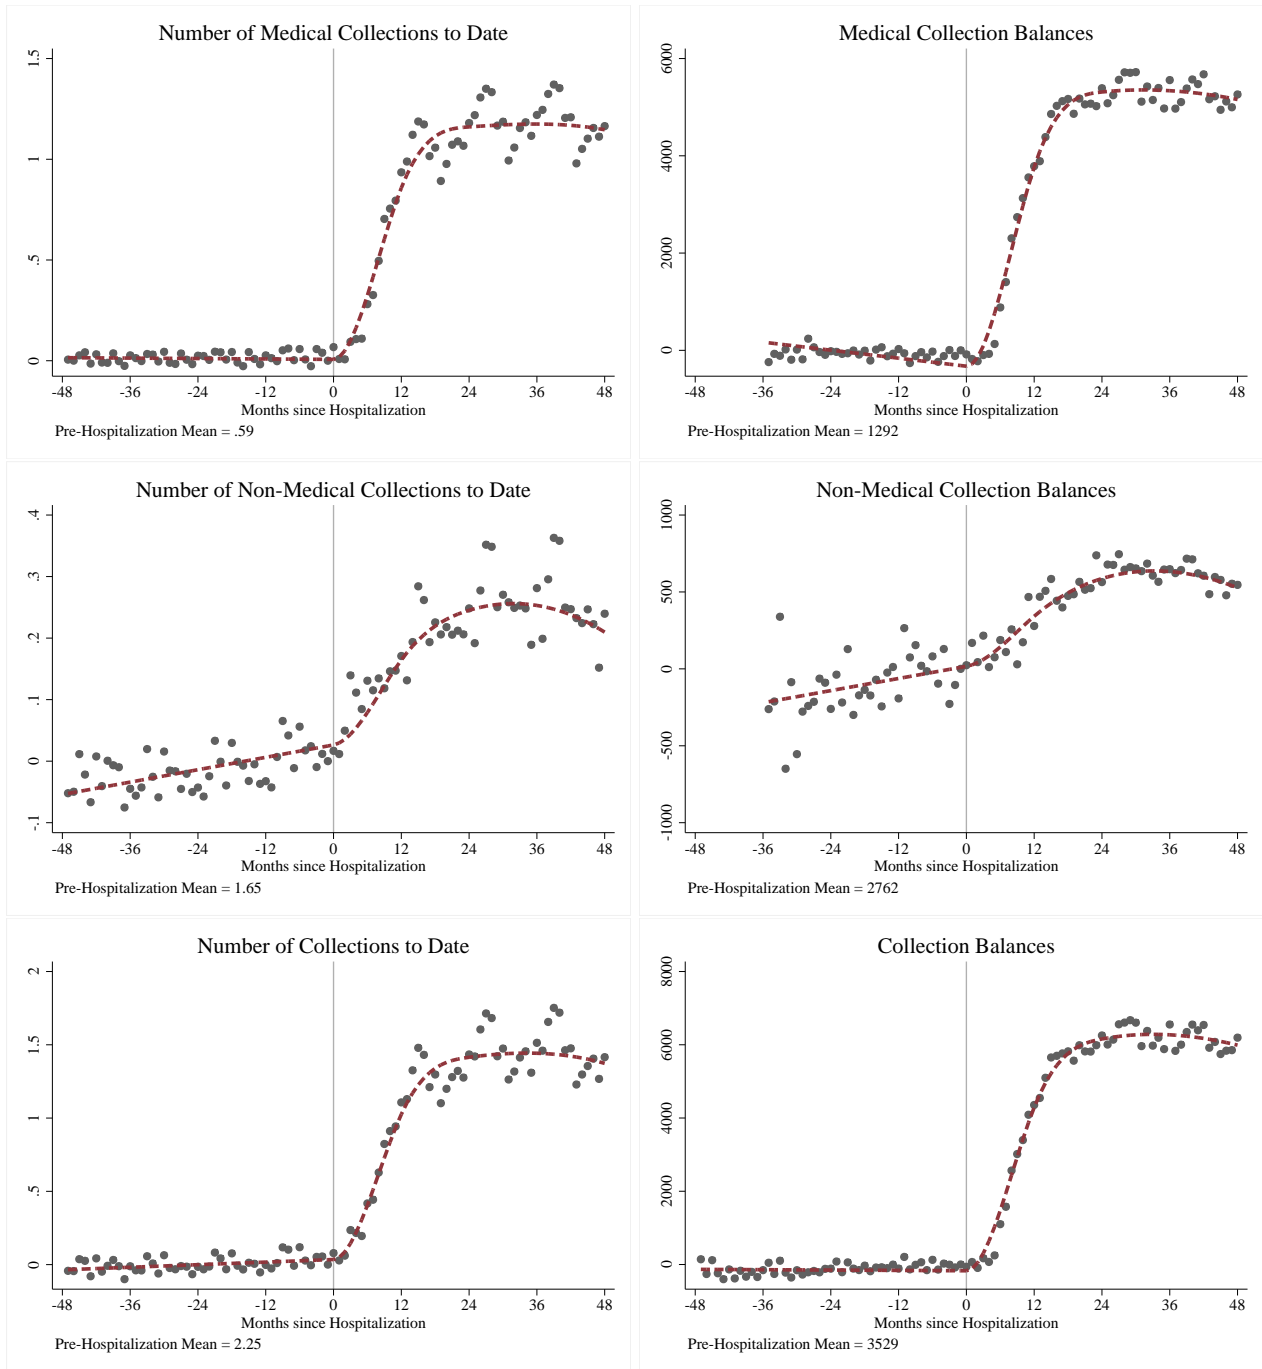 Number of Medical Collections to Date
1.5
1
.5
0
-48 -36 -24 -12 0 12 24 36 48
Months since Hospitalization
Pre-Hospitalization Mean = .59
Medical Collection Balances
6000
4000
2000
0
-48 -36 -24 -12 0 12 24 36 48
Months since Hospitalization
Pre-Hospitalization Mean = 1292
Number of Non-Medical Collections to Date
.4
.3
.2
.1
0
-.1
-48 -36 -24 -12 0 12 24 36 48
Months since Hospitalization
Pre-Hospitalization Mean = 1.65
Non-Medical Collection Balances
1000
500
0
-500
-1000
-48 -36 -24 -12 0 12 24 36 48
Months since Hospitalization
Pre-Hospitalization Mean = 2762
Number of Collections to Date
2
1.5
1
.5
0
-48 -36 -24 -12 0 12 24 36 48
Months since Hospitalization
Pre-Hospitalization Mean = 2.25
Collection Balances
8000
6000
4000
2000
0
-48 -36 -24 -12 0 12 24 36 48
Months since Hospitalization
Pre-Hospitalization Mean = 3529